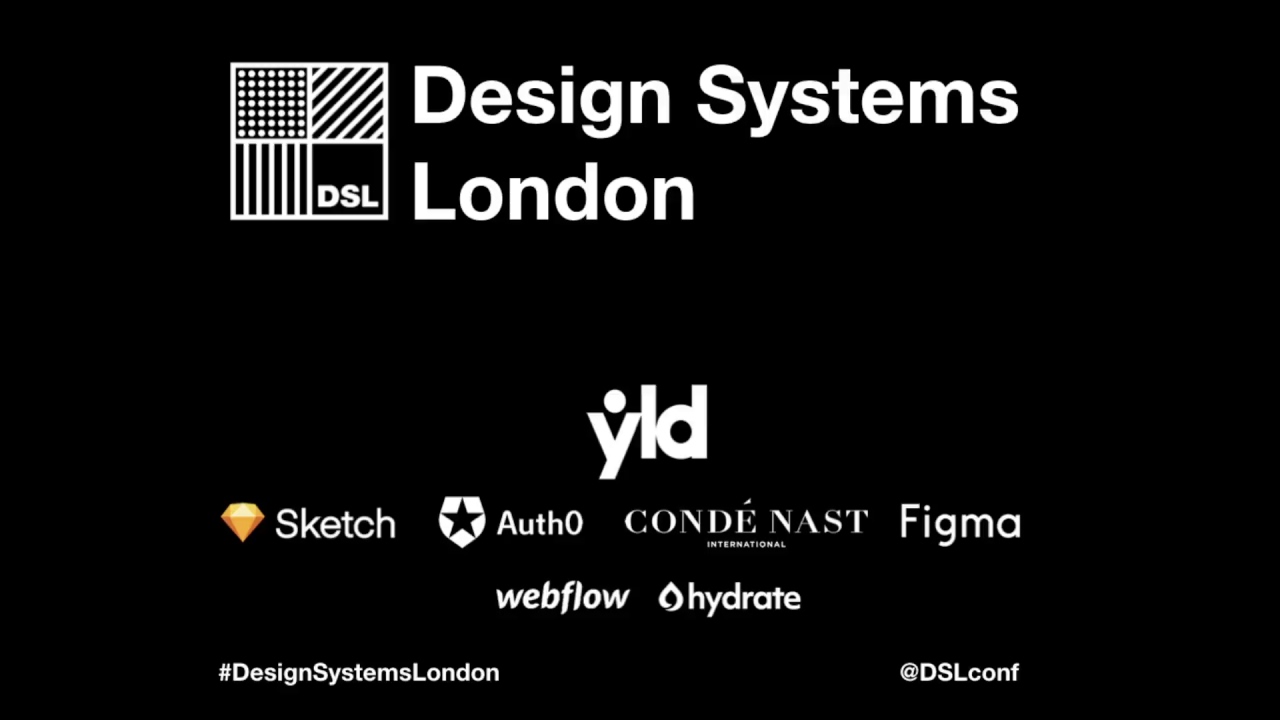 DSL
Design Systems
London
yld
Sketch
Auth0
CONDÉ NAST
INTERNATIONAL
Figma
webflow
hydrate
#DesignSystemsLondon
@DSLconf